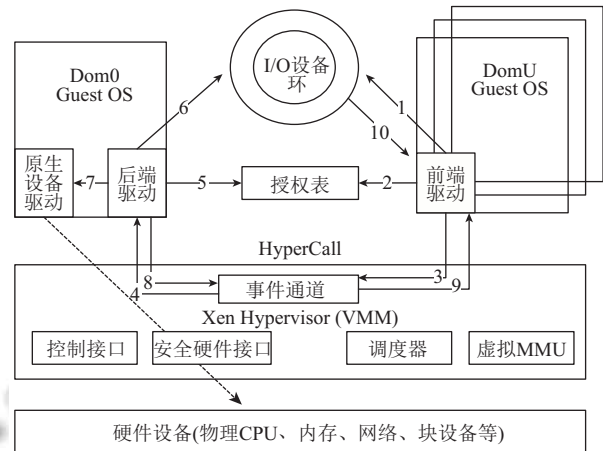 Dom0
Guest OS
I/O设备
环
DomU
Guest OS
6
1
10
原生
设备
驱动
7
后端
驱动
5
授权表
2
前端
驱动
HyperCall
8
4
事件通道
3
9
Xen Hypervisor (VMM)
控制接口
安全硬件接口
调度器
虚拟MMU
硬件设备(物理CPU、内存、网络、块设备等)